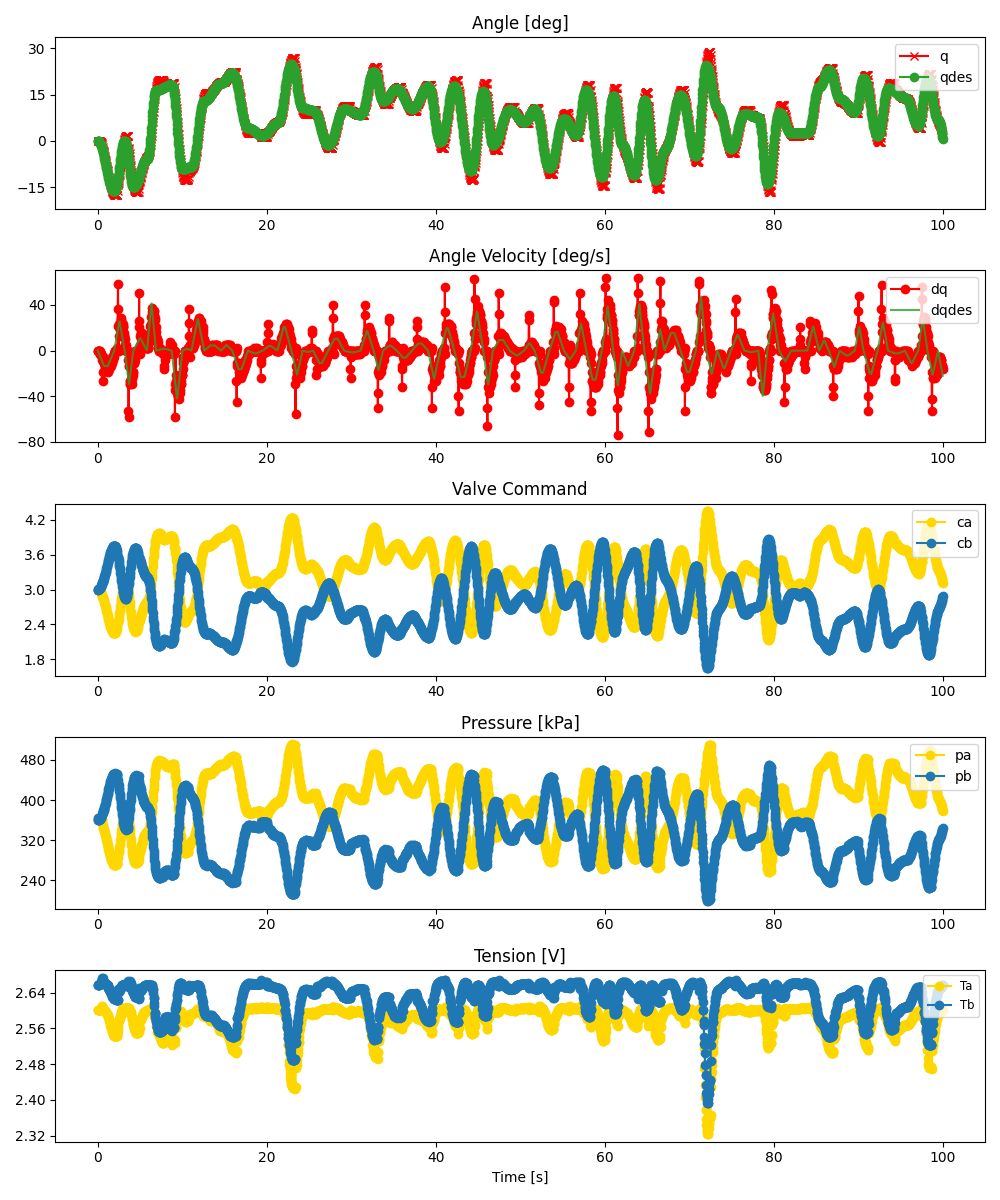 Angle [deg]
30
15
0
−15
q
qdes
0 20 40 60 80 100
Angle Velocity [deg/s]
40
0
−40
−80
dq
dqdes
0 20 40 60 80 100
Valve Command
4.2
3.6
3.0
2.4
1.8
ca
cb
0 20 40 60 80 100
Pressure [kPa]
480
400
320
240
pa
pb
0 20 40 60 80 100
Tension [V]
2.64
2.56
2.48
2.40
2.32
Ta
Tb
0 20 40 60 80 100
Time [s]